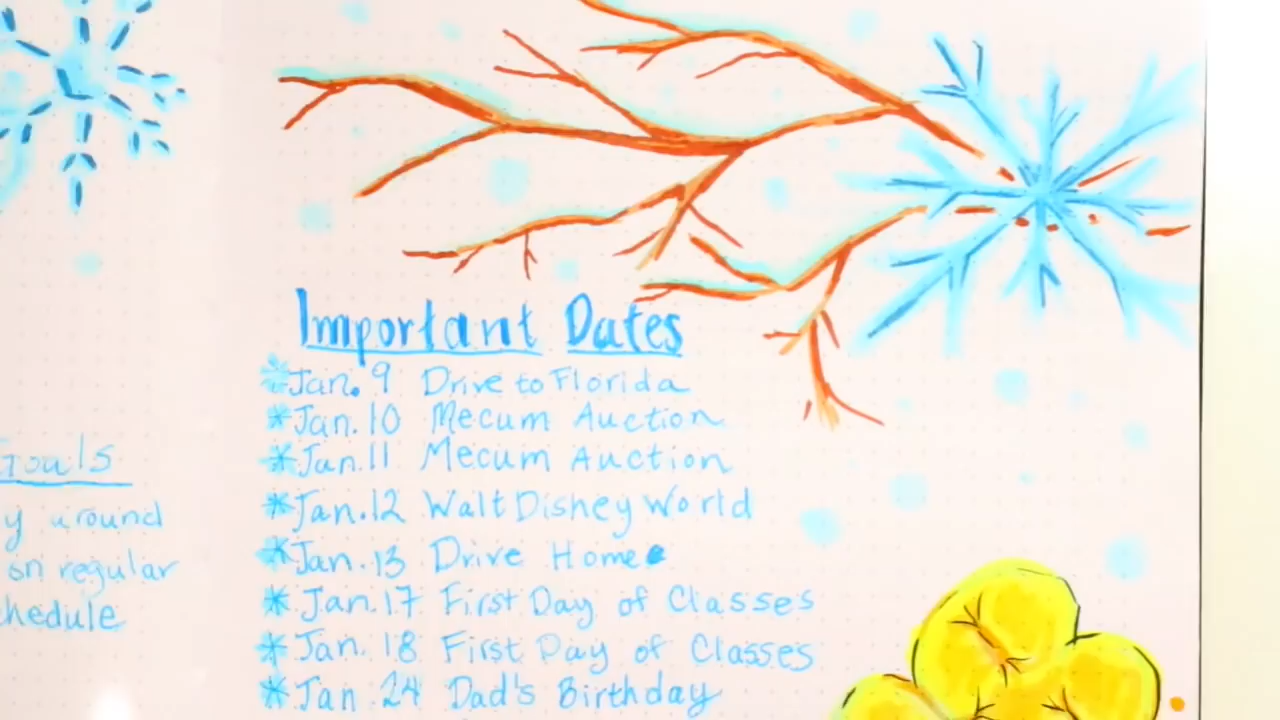 Goals
y around
on regular
chedule
Important Dates
Jan. 9 Drive to Florida
Jan. 10 Mecum Auction
Jan. 11 Mecum Auction
Jan. 12 Walt Disney World
Jan. 13 Drive Home
Jan. 17 First Day of Classes
Jan. 18 First Day of Classes
Jan 24 Dad's Birthday